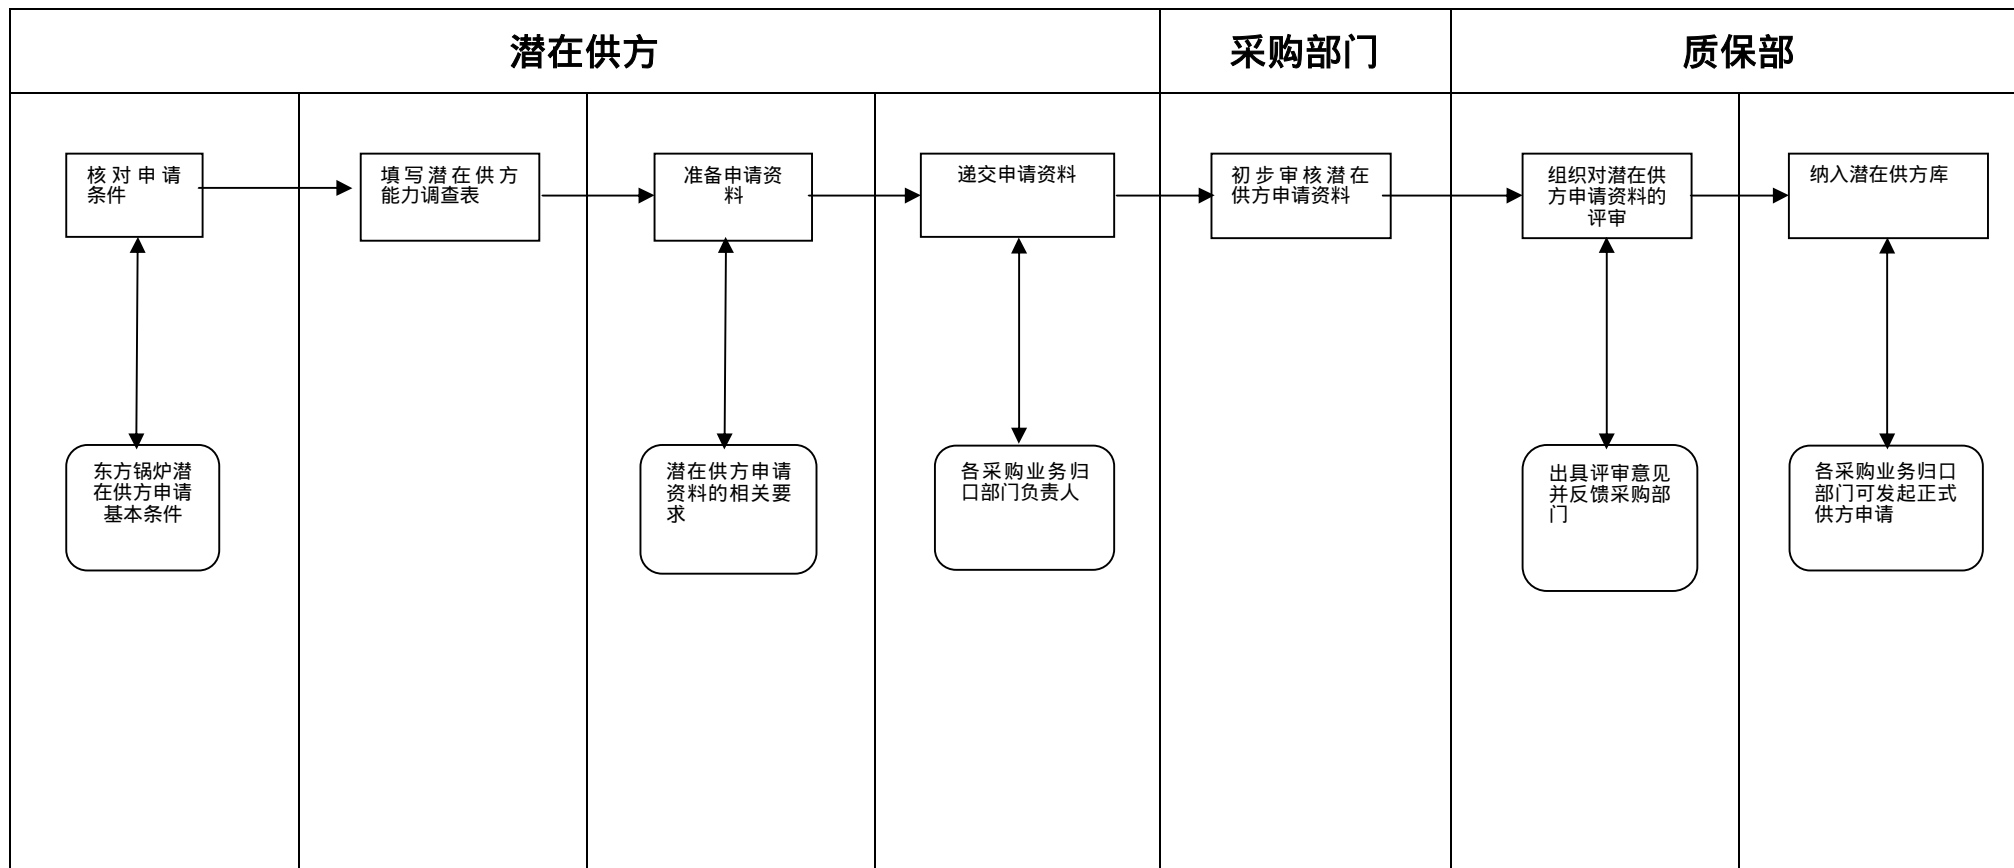 潜在供方
采购部门
质保部
核对申请
条件
填写潜在供方
能力调查表
准备申请资
料
递交申请资料
初步审核潜在
供方申请资料
组织对潜在供
方申请资料的
评审
纳入潜在供方库
东方锅炉潜
在供方申请
基本条件
潜在供方申请
资料的相关要
求
各采购业务归
口部门负责人
出具评审意见
并反馈采购部
门
各采购业务归口
部门可发起正式
供方申请